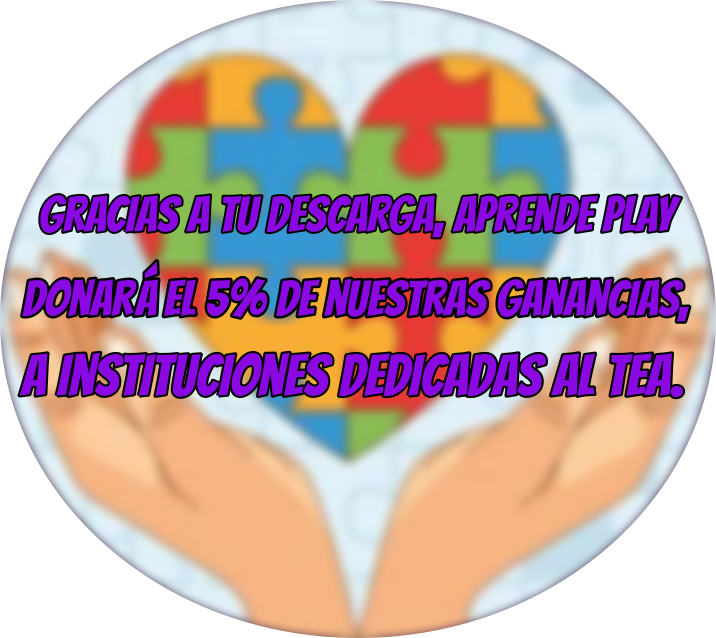 GRACIAS A TU DESCARGA, APRENDE PLAY
DONARÁ EL 5% DE NUESTRAS GANANCIAS,
A INSTITUCIONES DEDICADAS AL TEA.